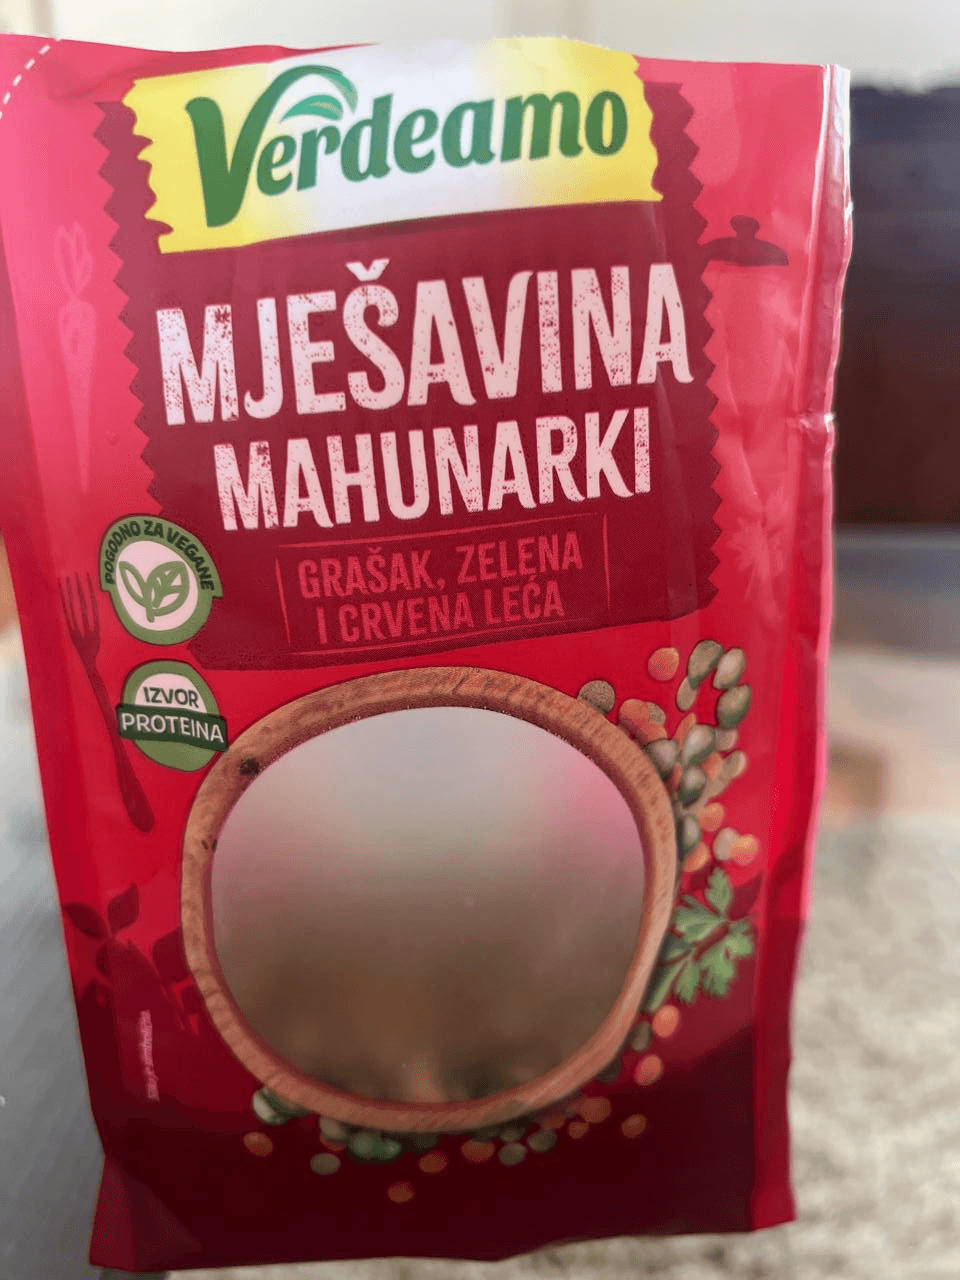 Verdeamo
MJEŠAVINA
MAHUNARKI
GRAŠAK, ZELENA
I CRVENA LEĆA
POGODNO ZA VEGANE
IZVOR
PROTEINA